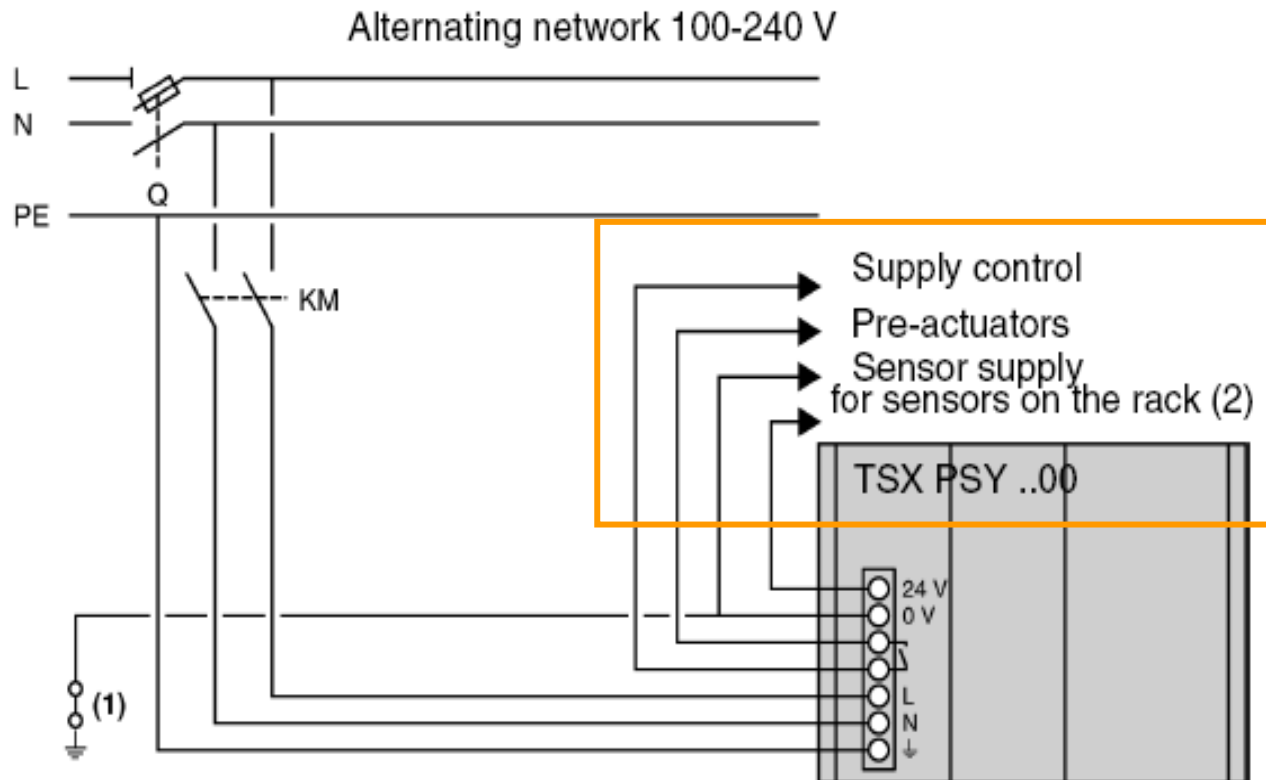 Alternating network 100-240 V
L
N
Q
PE
KM
Supply control
Pre-actuators
Sensor supply
for sensors on the rack (2)
TSX PSY ..00
24 V
0 V
(1)
L
N